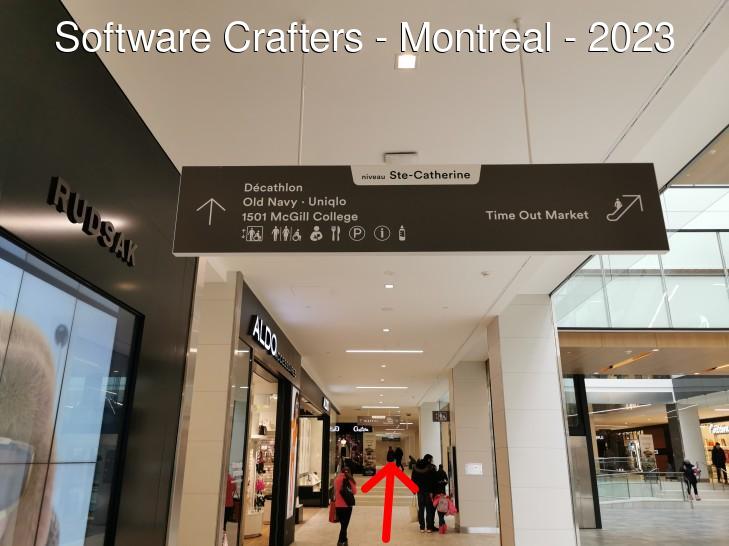 Software Crafters - Montreal - 2023
niveau Ste-Catherine
Décathlon
Old Navy · Uniqlo
1501 McGill College
Time Out Market
RUDSAK
ALDO